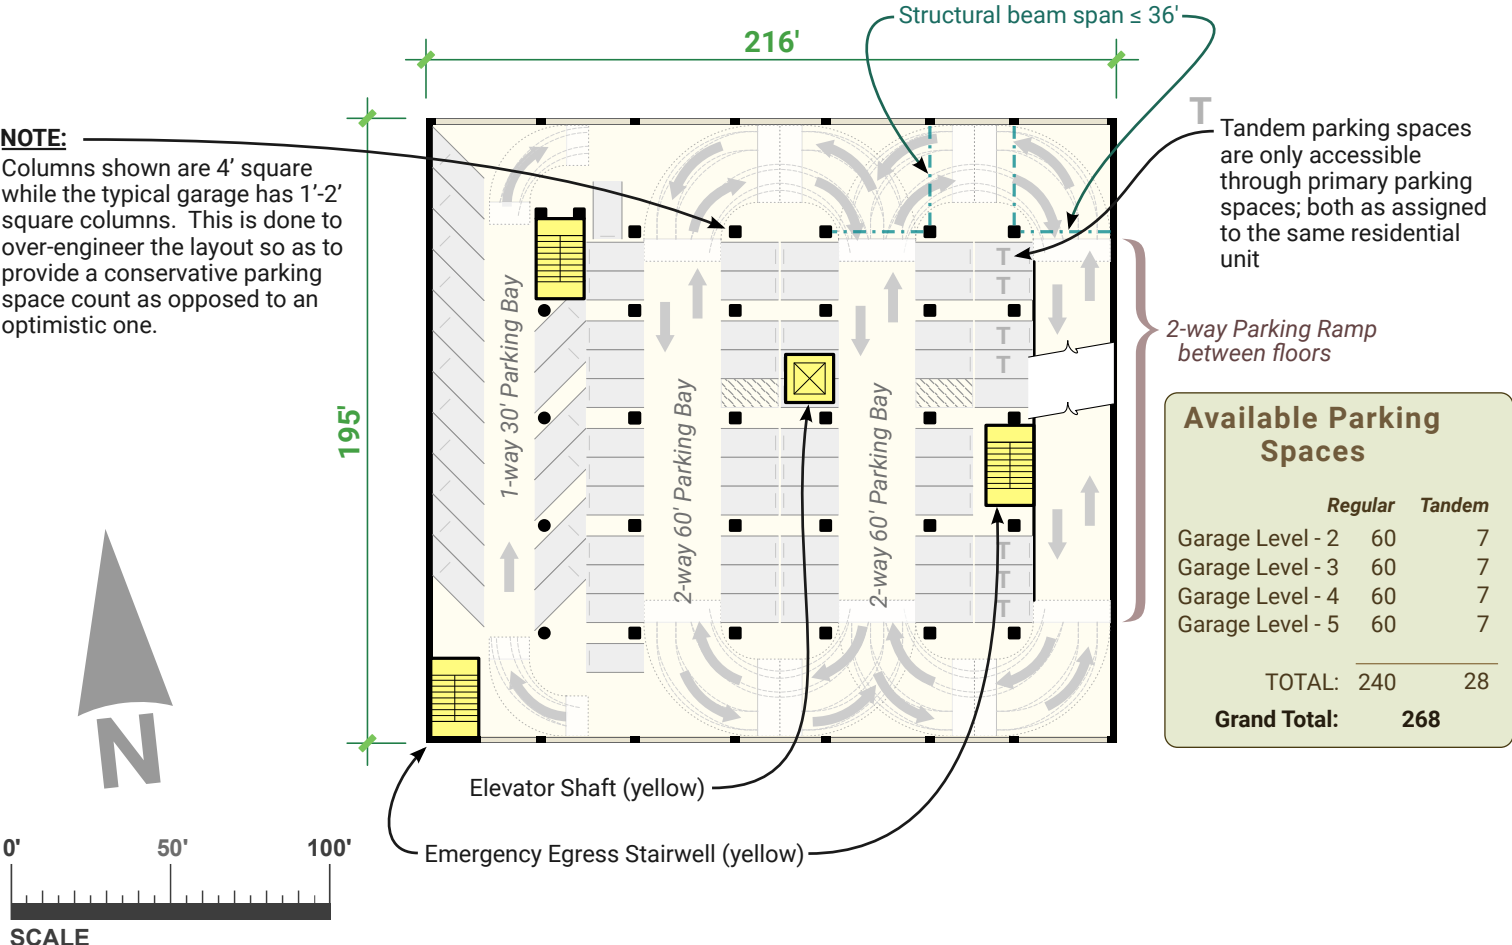 Structural beam span ≤ 36'
216'
T
NOTE:
Columns shown are 4’ square
while the typical garage has 1’-2’
square columns.  This is done to
over-engineer the layout so as to
provide a conservative parking
space count as opposed to an
optimistic one.
Tandem parking spaces
are only accessible
through primary parking
spaces; both as assigned
to the same residential
unit
T
T
T
T
T
T
T
195'
1-way 30' Parking Bay
2-way 60' Parking Bay
2-way 60' Parking Bay
2-way Parking Ramp
between floors
Available Parking
Spaces
Regular Tandem
Garage Level - 2 60 7
Garage Level - 3 60 7
Garage Level - 4 60 7
Garage Level - 5 60 7
TOTAL: 240 28
Grand Total: 268
N
Elevator Shaft (yellow)
Emergency Egress Stairwell (yellow)
0' 50' 100'
SCALE